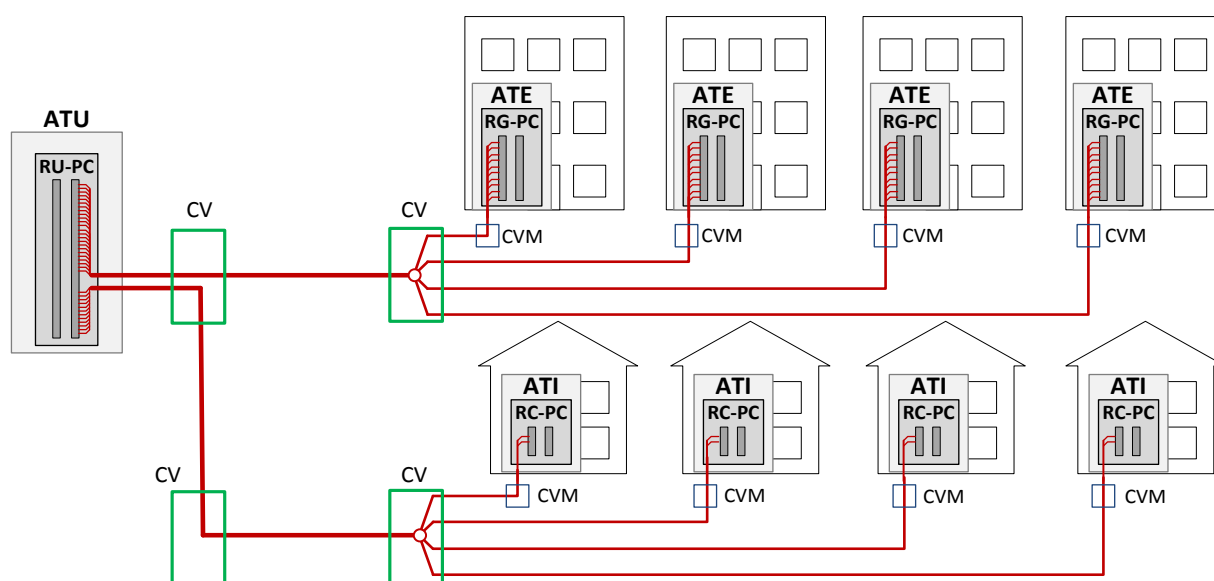 ATU
RU-PC
CV
CV
ATE
RG-PC
CVM
ATE
RG-PC
CVM
ATE
RG-PC
CVM
ATE
RG-PC
CVM
CV
CV
ATI
RC-PC
CVM
ATI
RC-PC
CVM
ATI
RC-PC
CVM
ATI
RC-PC
CVM